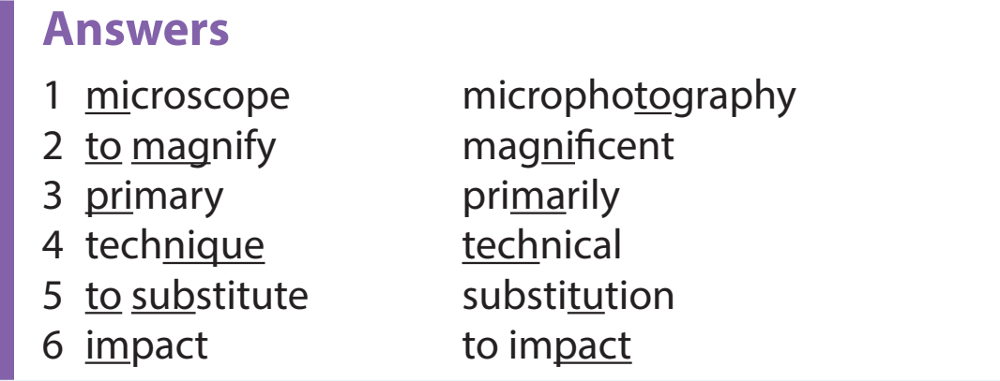 Answers
1 microscope microphotography
2 to magnify magnificent
3 primary primarily
4 technique technical
5 to substitute substitution
6 impact to impact